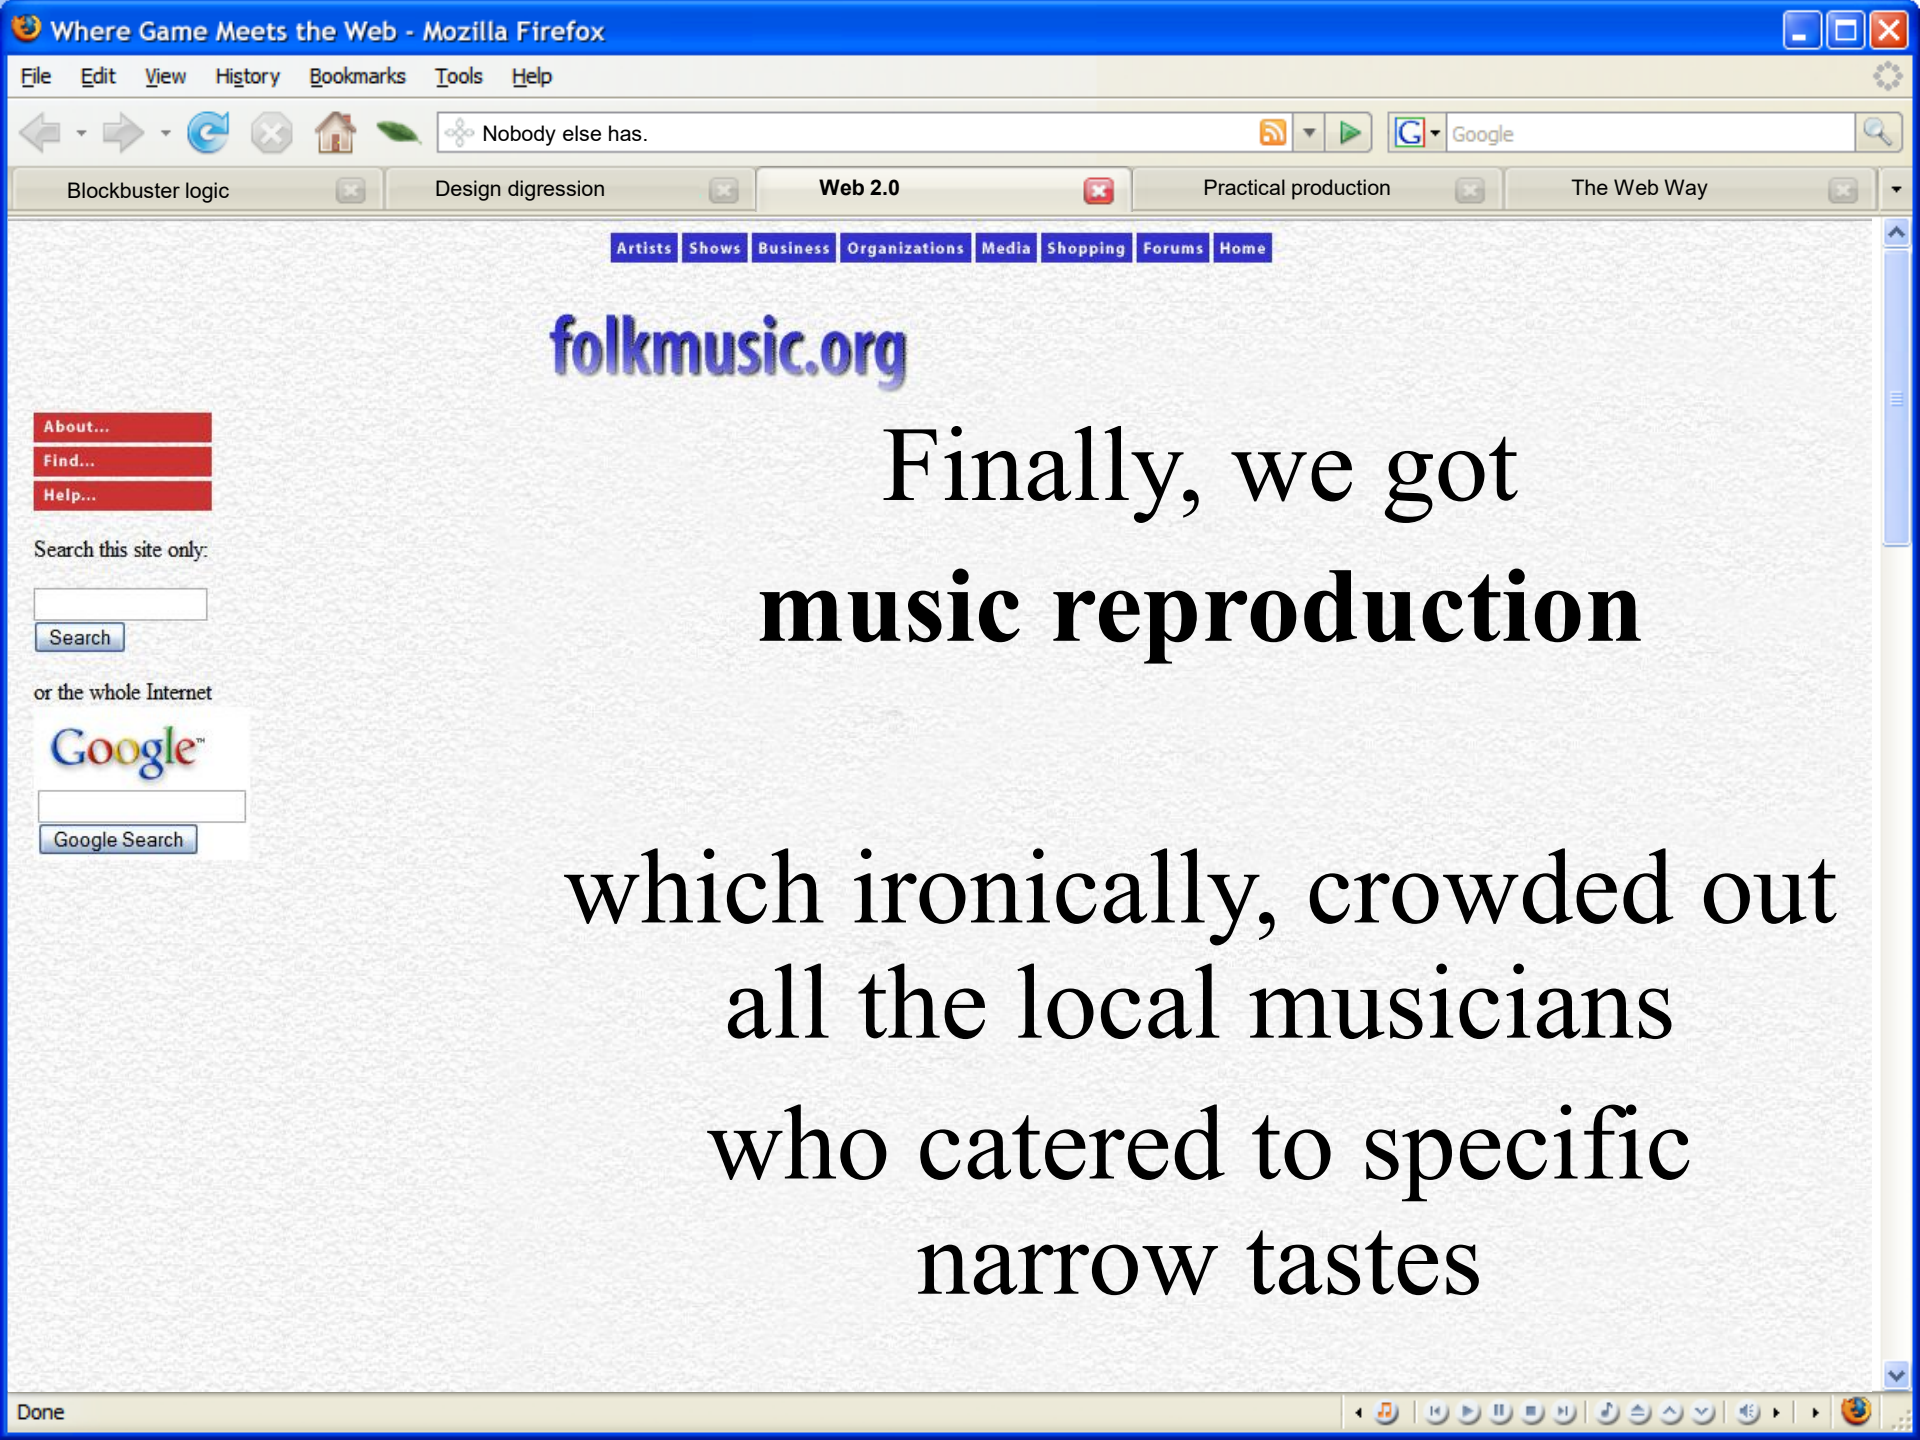 Where Game Meets the Web - Mozilla Firefox
File Edit View History Bookmarks Tools Help
Nobody else has.
G Google
Blockbuster logic Design digression Web 2.0 Practical production The Web Way
Artists Shows Business Organizations Media Shopping Forums Home
folkmusic.org
About...
Find...
Help...
Search this site only:
Search
or the whole Internet
Google™
Google Search
Finally, we got
music reproduction
which ironically, crowded out
all the local musicians
who catered to specific
narrow tastes
Done